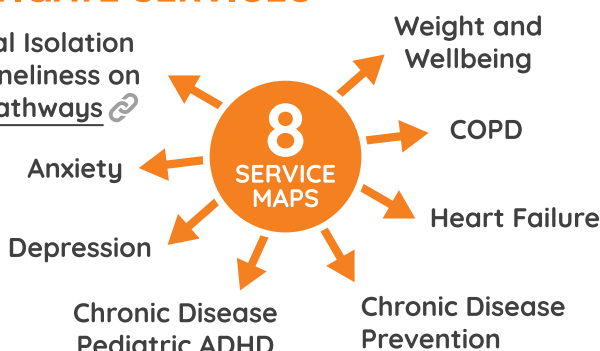 SERVICES
al Isolation
neliness on
athways
Anxiety
Depression
Chronic Disease
Pediatric ADHD
8
SERVICE
MAPS
Weight and
Wellbeing
COPD
Heart Failure
Chronic Disease
Prevention